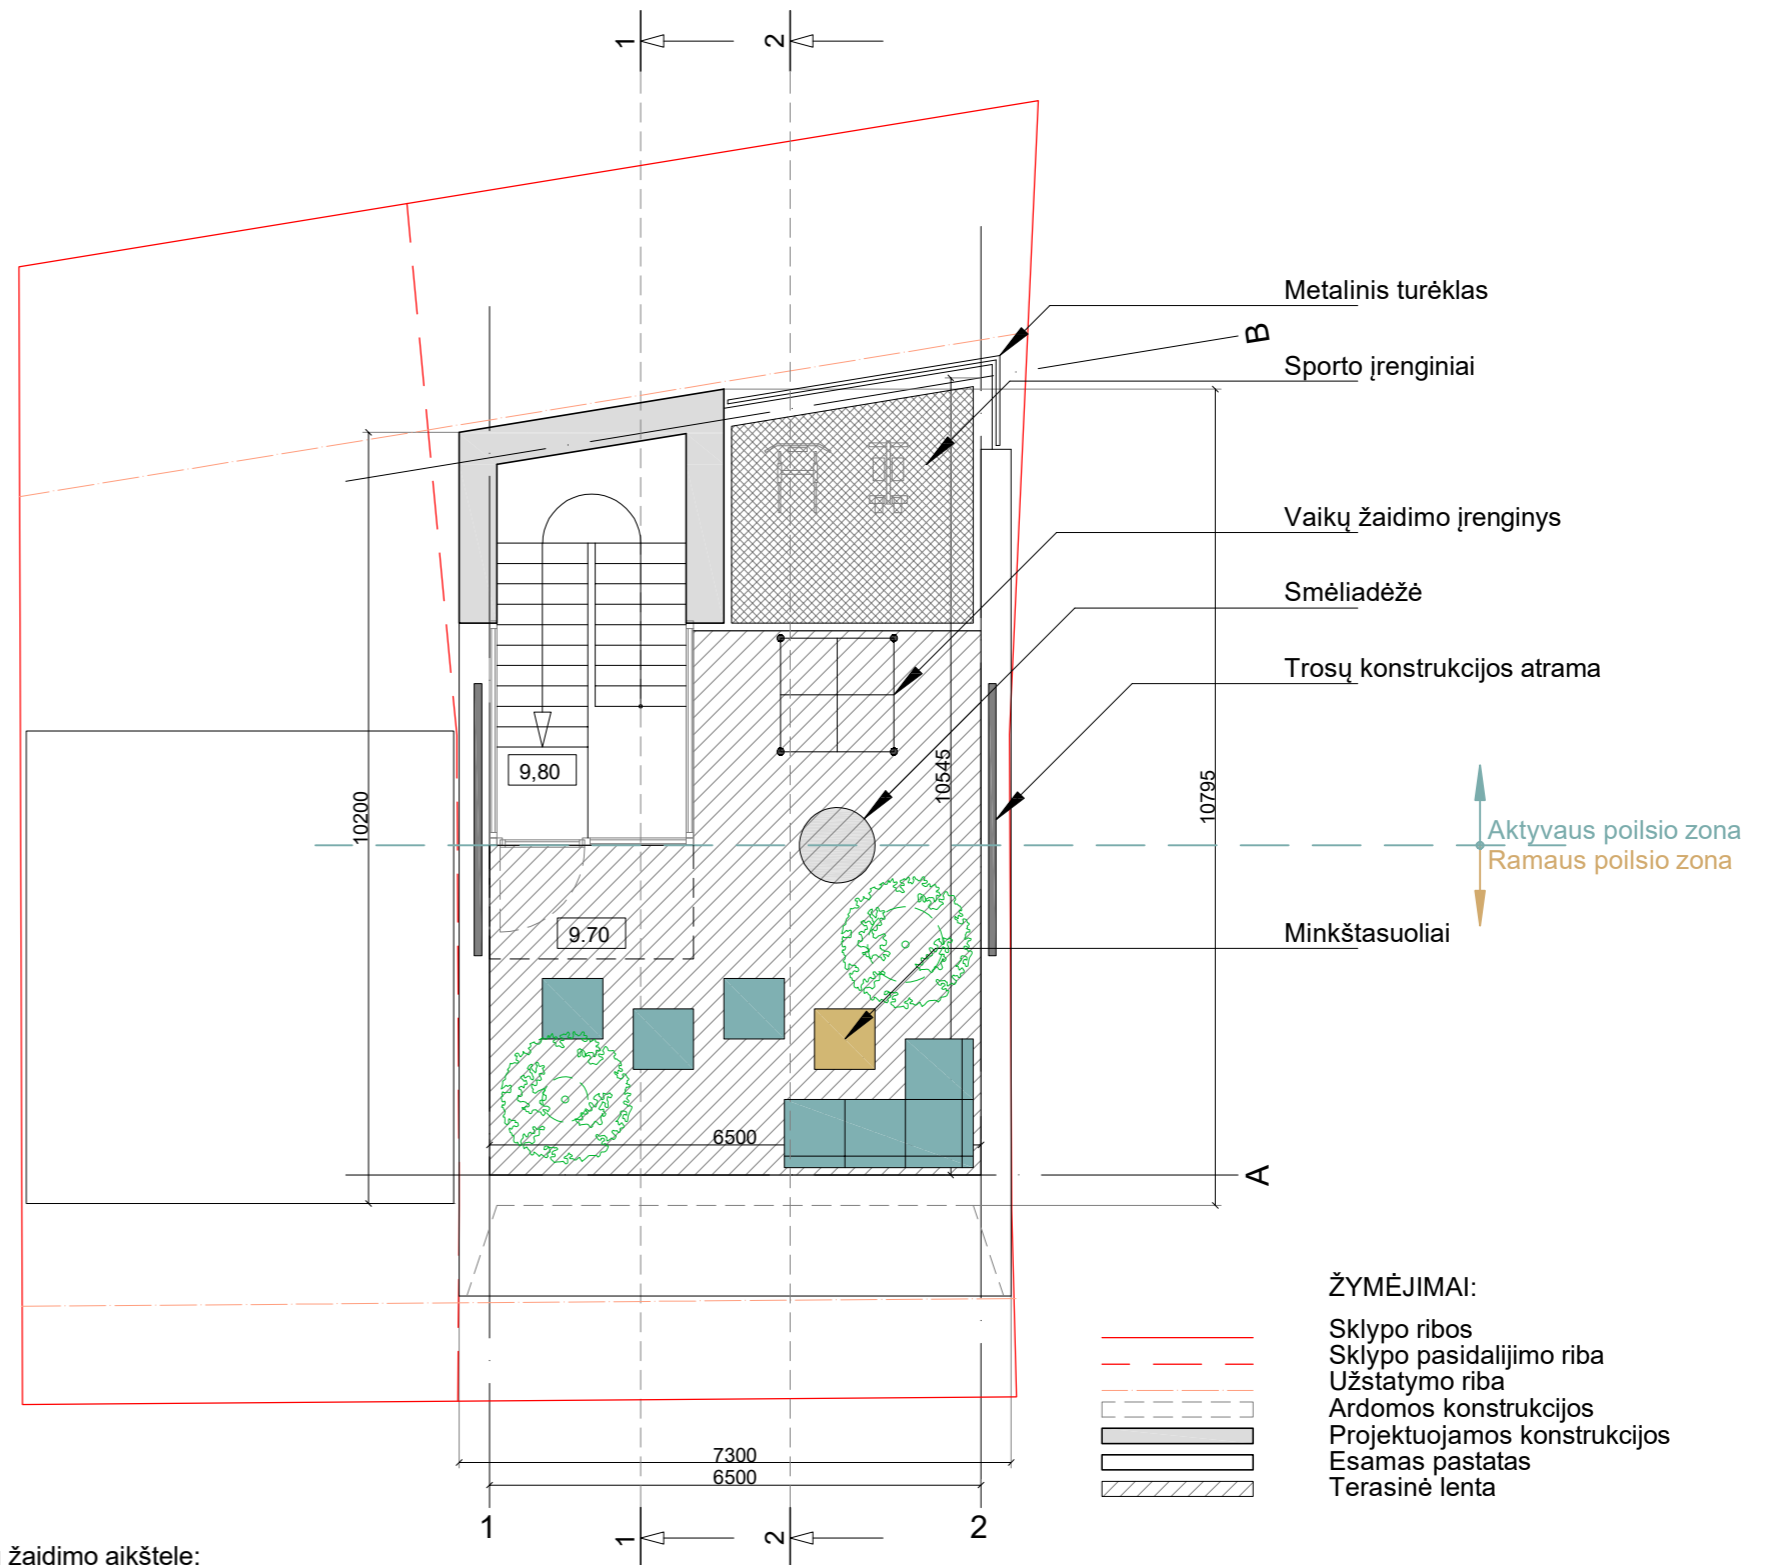 1
2
Metalinis turėklas
B
Sporto įrenginiai
Vaikų žaidimo įrenginys
Smėliadėžė
Trosų konstrukcijos atrama
9,80
10200
10545
10795
Aktyvaus poilsio zona
Ramaus poilsio zona
9.70
Minkštasuoliai
6500
A
ŽYMĖJIMAI:
Sklypo ribos
Sklypo pasidalijimo riba
Užstatymo riba
Ardomos konstrukcijos
Projektuojamos konstrukcijos
Esamas pastatas
Terasinė lenta
7300
6500
1
1
2
2
žaidimo aikštele: